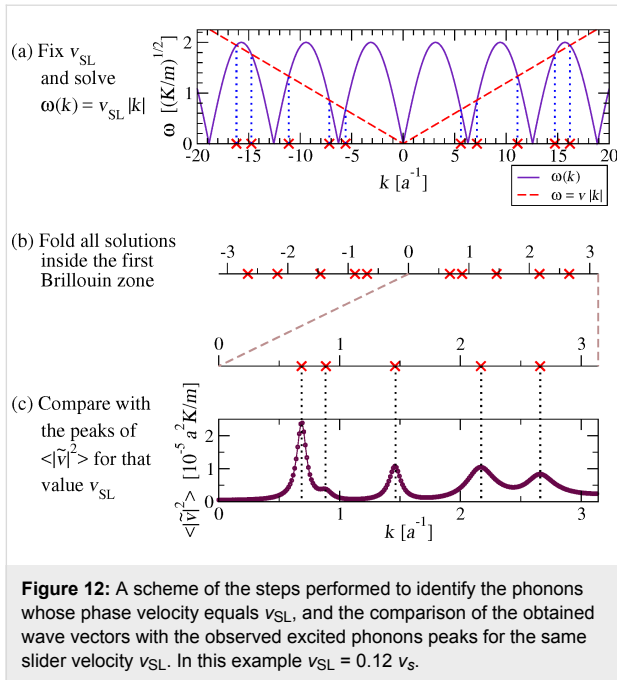 (a) Fix v_SL
and solve
ω(k) = v_SL |k|
ω [(K/m)^1/2]
2
1
0
-20 -10 0 10 20
k [a^-1]
ω(k)
ω = v |k|
(b) Fold all solutions
inside the first
Brillouin zone
-3 -2 -1 0 1 2 3
0 1 2 3
(c) Compare with
the peaks of
<|ṽ|^2> for that
value v_SL
<|ṽ|^2> [10^-5 a^2 K/m]
2
1
0
0 1 2 3
k [a^-1]
Figure 12: A scheme of the steps performed to identify the phonons
whose phase velocity equals v_SL, and the comparison of the obtained
wave vectors with the observed excited phonons peaks for the same
slider velocity v_SL. In this example v_SL = 0.12 v_s.